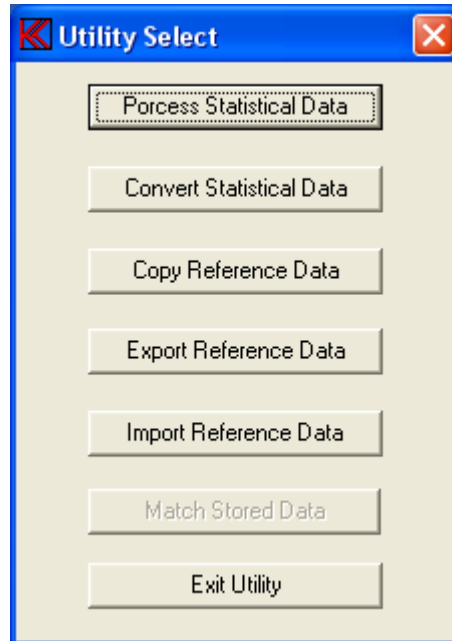 Utility Select
Porcess Statistical Data
Convert Statistical Data
Copy Reference Data
Export Reference Data
Import Reference Data
Match Stored Data
Exit Utility